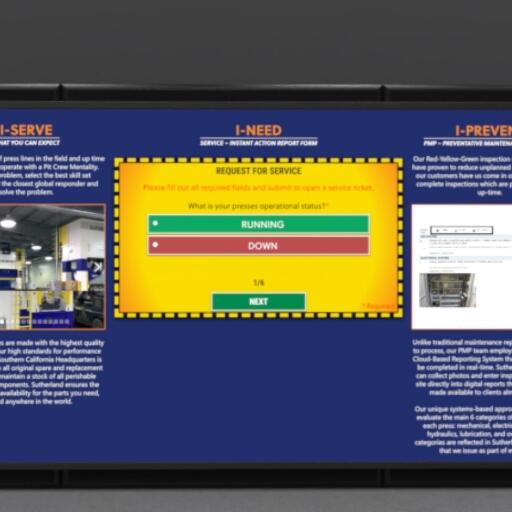 I-SERVE
HAT YOU CAN EXPECT
f press lines in the field and up time
operate with a Pit Crew Mentality.
problem, select the best skill set
the closest global responder and
solve the problem.
es are made with the highest quality
ur high standards for performance
Southern California Headquarters is
all original spare and replacement
maintain a stock of all perishable
mponents. Sutherland ensures the
availability for the parts you need,
d anywhere in the world.
I-NEED
SERVICE – INSTANT ACTION REPORT FORM
REQUEST FOR SERVICE
Please fill out all required fields and submit to open a service ticket.
What is your presses operational status?*
RUNNING
DOWN
1/6
NEXT
* Required
I-PREVEN
PMP – PREVENTATIVE MAINTENA
Our Red-Yellow-Green inspection
have proven to reduce unplanned
our customers have us come in o
complete inspections which are p
up-time.
Unlike traditional maintenance rep
to process, our PMP team employ
Cloud-Based Reporting System th
be completed in real-time. Suthe
can collect photos and enter insp
site directly into digital reports th
made available to clients alm
Our unique systems-based approa
evaluate the main 6 categories o
each press: mechanical, electric
hydraulics, lubrication, and o
categories are reflected in Suther
that we issue as part of e